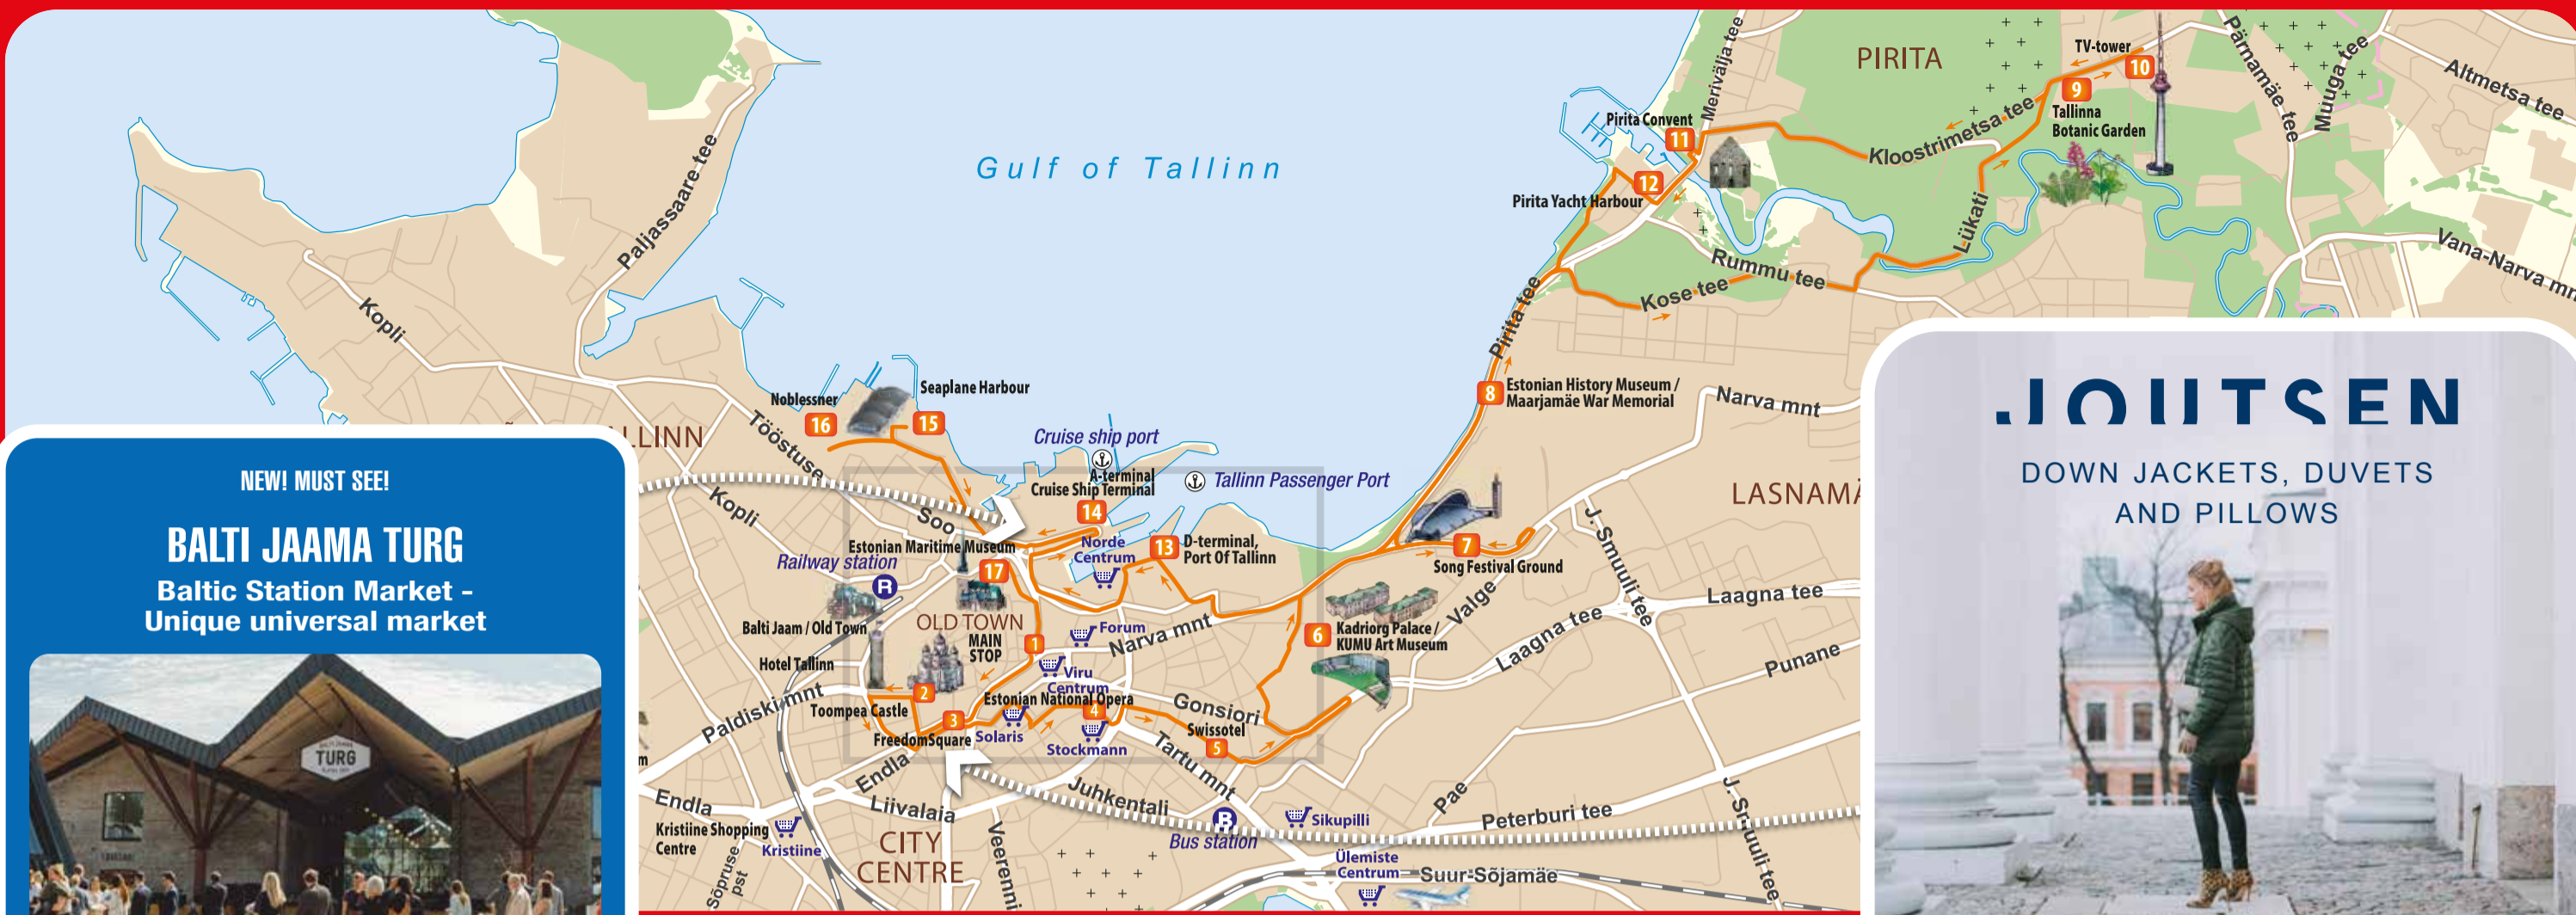 Gulf of Tallinn
PIRITA
TV-tower
10
9
Tallinna
Botanic Garden
Pärnamäe tee
Muuga tee
Altmetsa tee
Vana-Narva
Merivälja tee
Pirita Convent
11
12
Pirita Yacht Harbour
Kloostrimetsa tee
Lükati
Rummu tee
Kose tee
Pirita tee
8
Estonian History Museum /
Maarjamäe War Memorial
Narva mnt
Paljassaare tee
Kopli
Noblessner
16
Seaplane Harbour
15
Tööstuse
Cruise ship port
A-terminal
Cruise Ship Terminal
14
Tallinn Passenger Port
Kopli
Soo
Estonian Maritime Museum
17
Railway station
R
Norde
Centrum
13
D-terminal,
Port Of Tallinn
7
Song Festival Ground
J. Smuuli tee
Laagna tee
Laagna tee
Valge
Punane
Balti Jaam / Old Town
OLD TOWN
MAIN
STOP
1
Forum
Narva mnt
6
Kadriorg Palace /
KUMU Art Museum
Hotel Tallinn
Viru
Centrum
2
Estonian National Opera
4
Gonsiori
Paldiski mnt
Toompea Castle
3
FreedomSquare
Solaris
Stockmann
Swissotel
5
Tartu mnt
Endla
Endla
Liivalaia
Juhkentali
Pae
Peterburi tee
J. Smuuli tee
B
Bus station
Sikupilli
Kristiine Shopping
Centre
Kristiine
CITY
CENTRE
Veerenni
Sõpruse
pst
Ülemiste
Centrum
Suur-Sõjamäe
NEW! MUST SEE!
BALTI JAAMA TURG
Baltic Station Market -
Unique universal market
TURG
JOUTSEN
DOWN JACKETS, DUVETS
AND PILLOWS